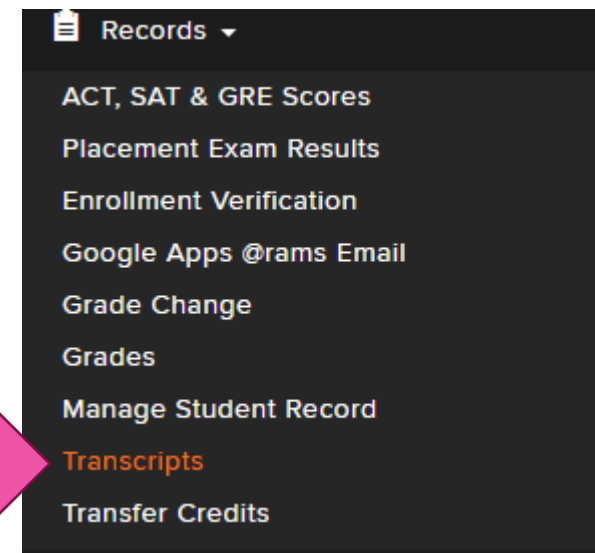 Records
ACT, SAT & GRE Scores
Placement Exam Results
Enrollment Verification
Google Apps @rams Email
Grade Change
Grades
Manage Student Record
Transcripts
Transfer Credits